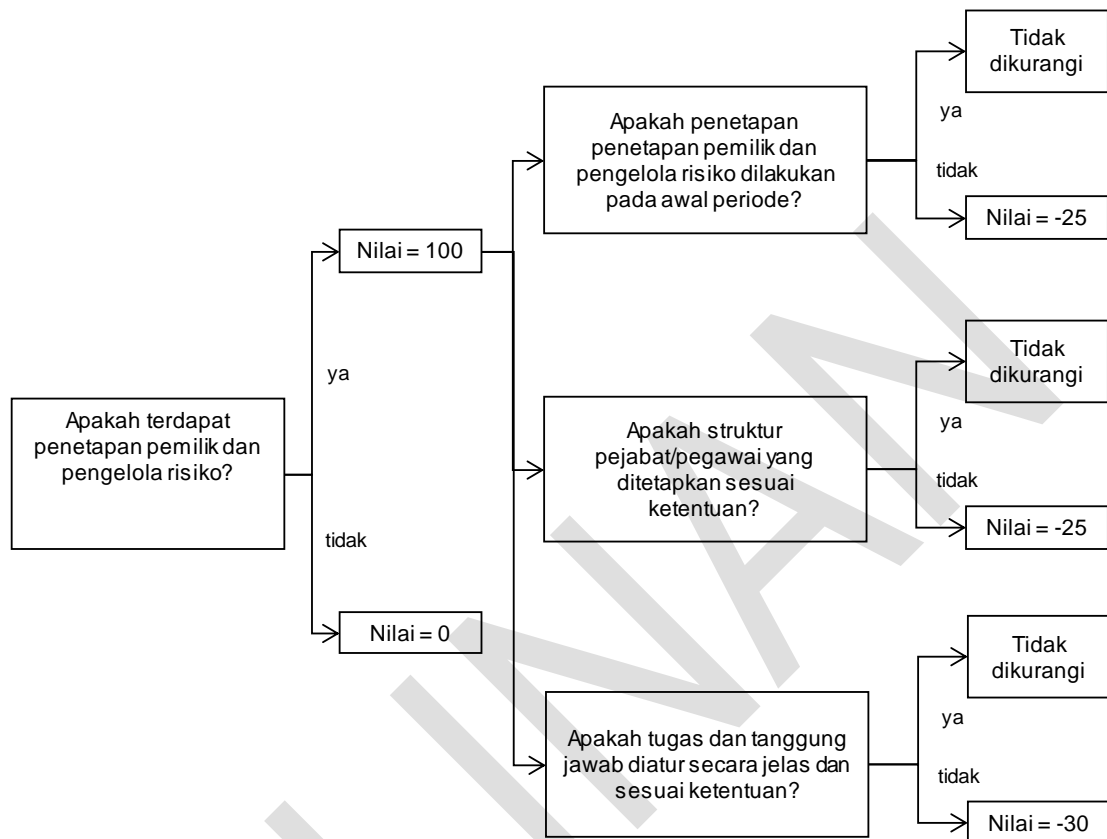 Apakah terdapat
penetapan pemilik dan
pengelola risiko?
ya
tidak
Nilai = 100
Nilai = 0
Apakah penetapan
penetapan pemilik dan
pengelola risiko dilakukan
pada awal periode?
ya
tidak
Tidak
dikurangi
Nilai = -25
Apakah struktur
pejabat/pegawai yang
ditetapkan sesuai
ketentuan?
ya
tidak
Tidak
dikurangi
Nilai = -25
Apakah tugas dan tanggung
jawab diatur secara jelas dan
sesuai ketentuan?
ya
tidak
Tidak
dikurangi
Nilai = -30